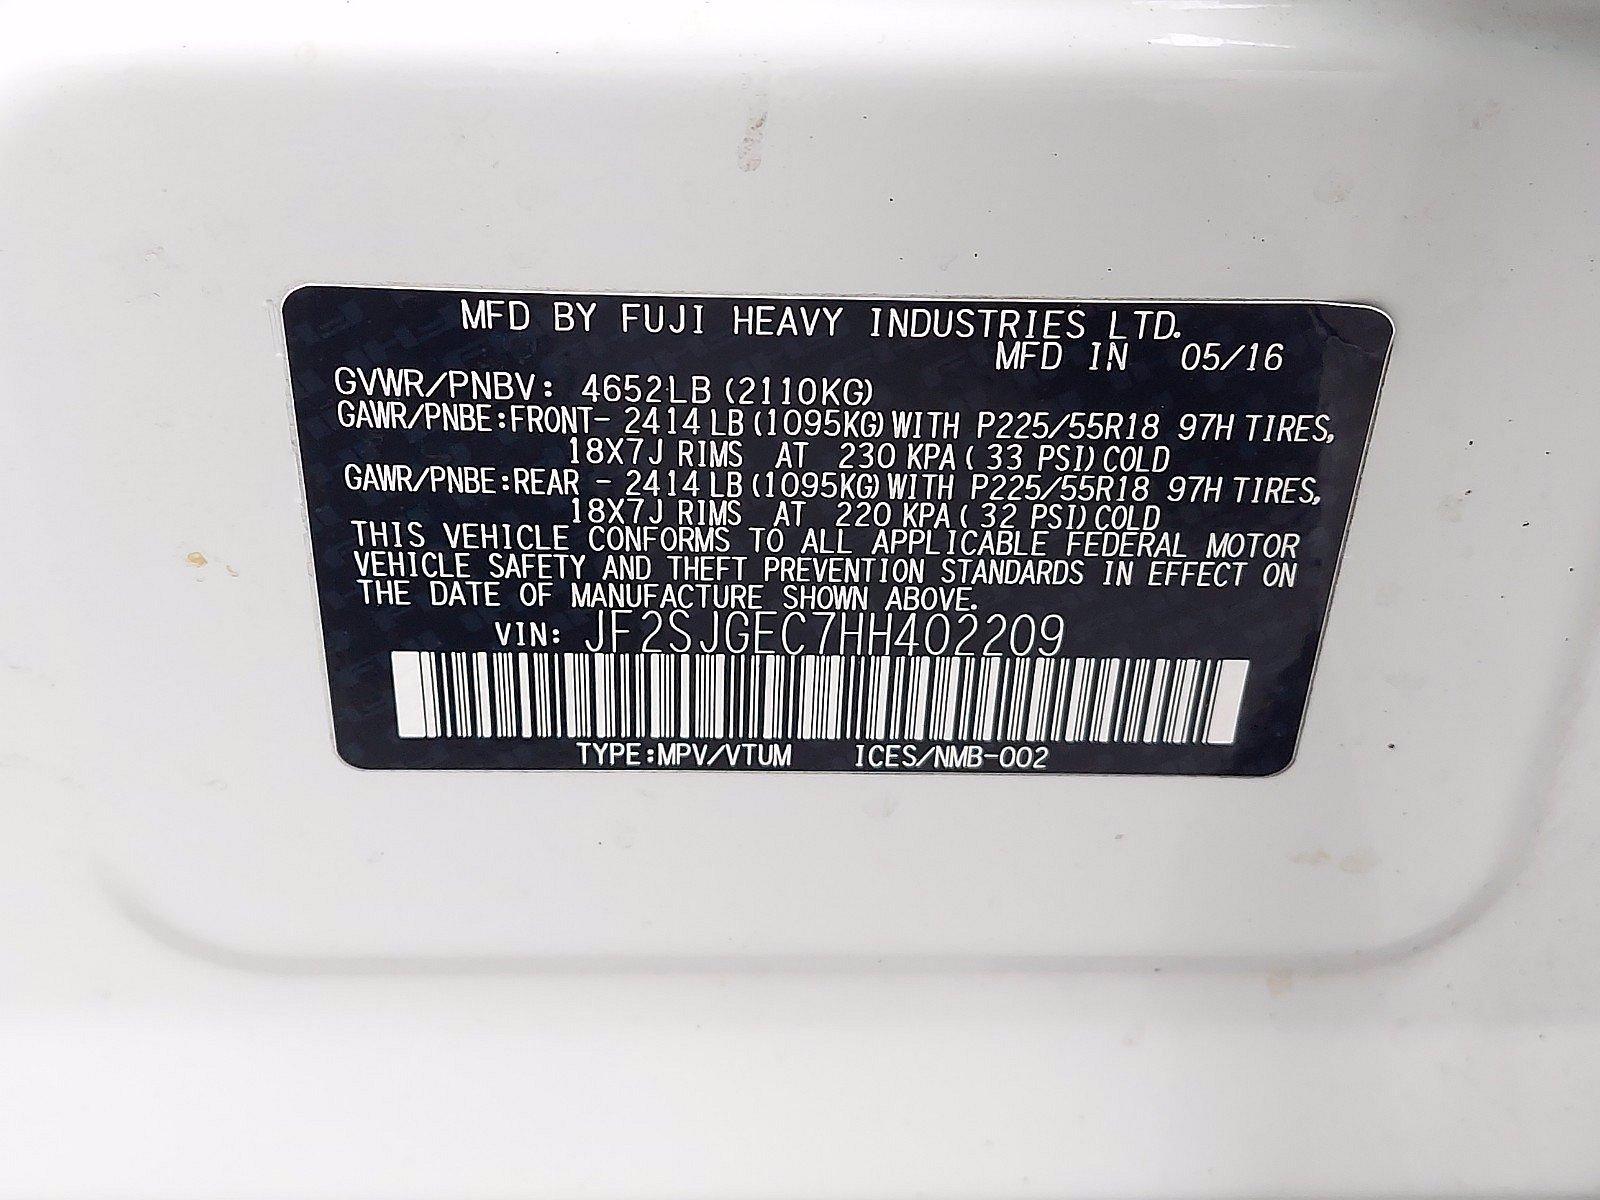 MFD BY FUJI HEAVY INDUSTRIES LTD.
MFD IN 05/16
GVWR/PNBV: 4652LB (2110KG)
GAWR/PNBE:FRONT- 2414LB (1095KG) WITH P225/55R18 97H TIRES,
18X7J RIMS AT 230 KPA ( 33 PSI) COLD
GAWR/PNBE:REAR - 2414LB (1095KG) WITH P225/55R18 97H TIRES,
18X7J RIMS AT 220 KPA ( 32 PSI) COLD
THIS VEHICLE CONFORMS TO ALL APPLICABLE FEDERAL MOTOR
VEHICLE SAFETY AND THEFT PREVENTION STANDARDS IN EFFECT ON
THE DATE OF MANUFACTURE SHOWN ABOVE.
VIN: JF2SJGEC7HH402209
TYPE:MPV/VTUM ICES/NMB-002